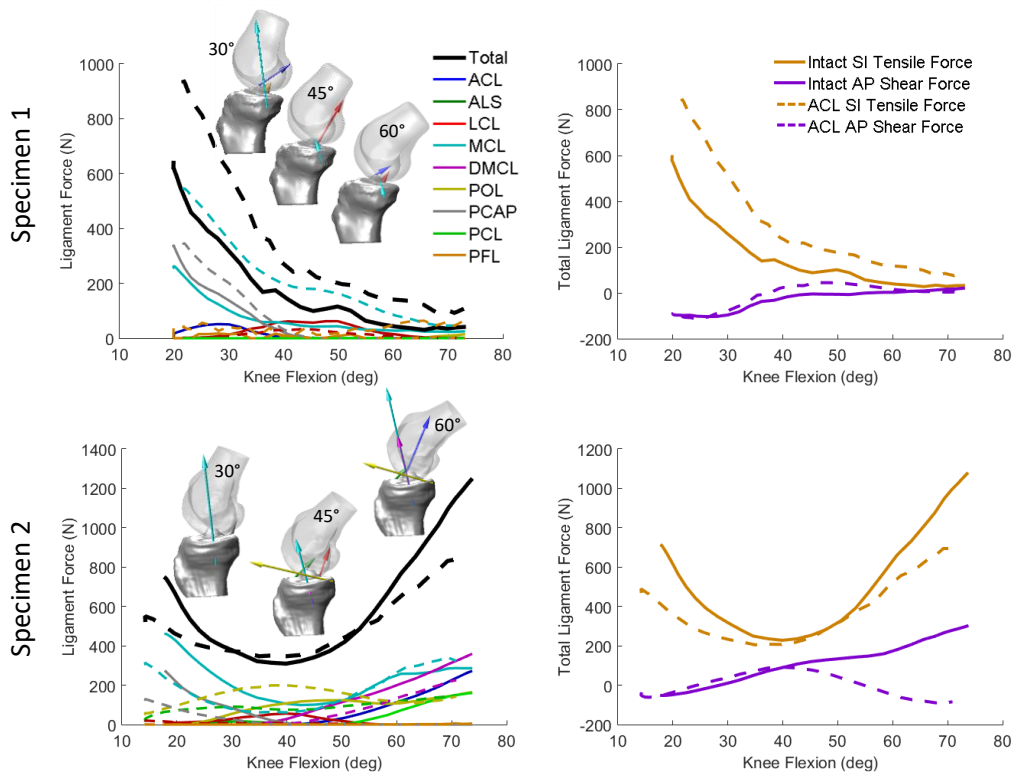 Specimen 1
Ligament Force (N)
1000
800
600
400
200
0
10 20 30 40 50 60 70 80
Knee Flexion (deg)
30°
45°
60°
Total
ACL
ALS
LCL
MCL
DMCL
POL
PCAP
PCL
PFL
Total Ligament Force (N)
1000
800
600
400
200
0
-200
10 20 30 40 50 60 70 80
Knee Flexion (deg)
Intact SI Tensile Force
Intact AP Shear Force
ACL SI Tensile Force
ACL AP Shear Force
Specimen 2
Ligament Force (N)
1400
1200
1000
800
600
400
200
0
10 20 30 40 50 60 70 80
Knee Flexion (deg)
30°
45°
60°
Total Ligament Force (N)
1200
1000
800
600
400
200
0
-200
10 20 30 40 50 60 70 80
Knee Flexion (deg)